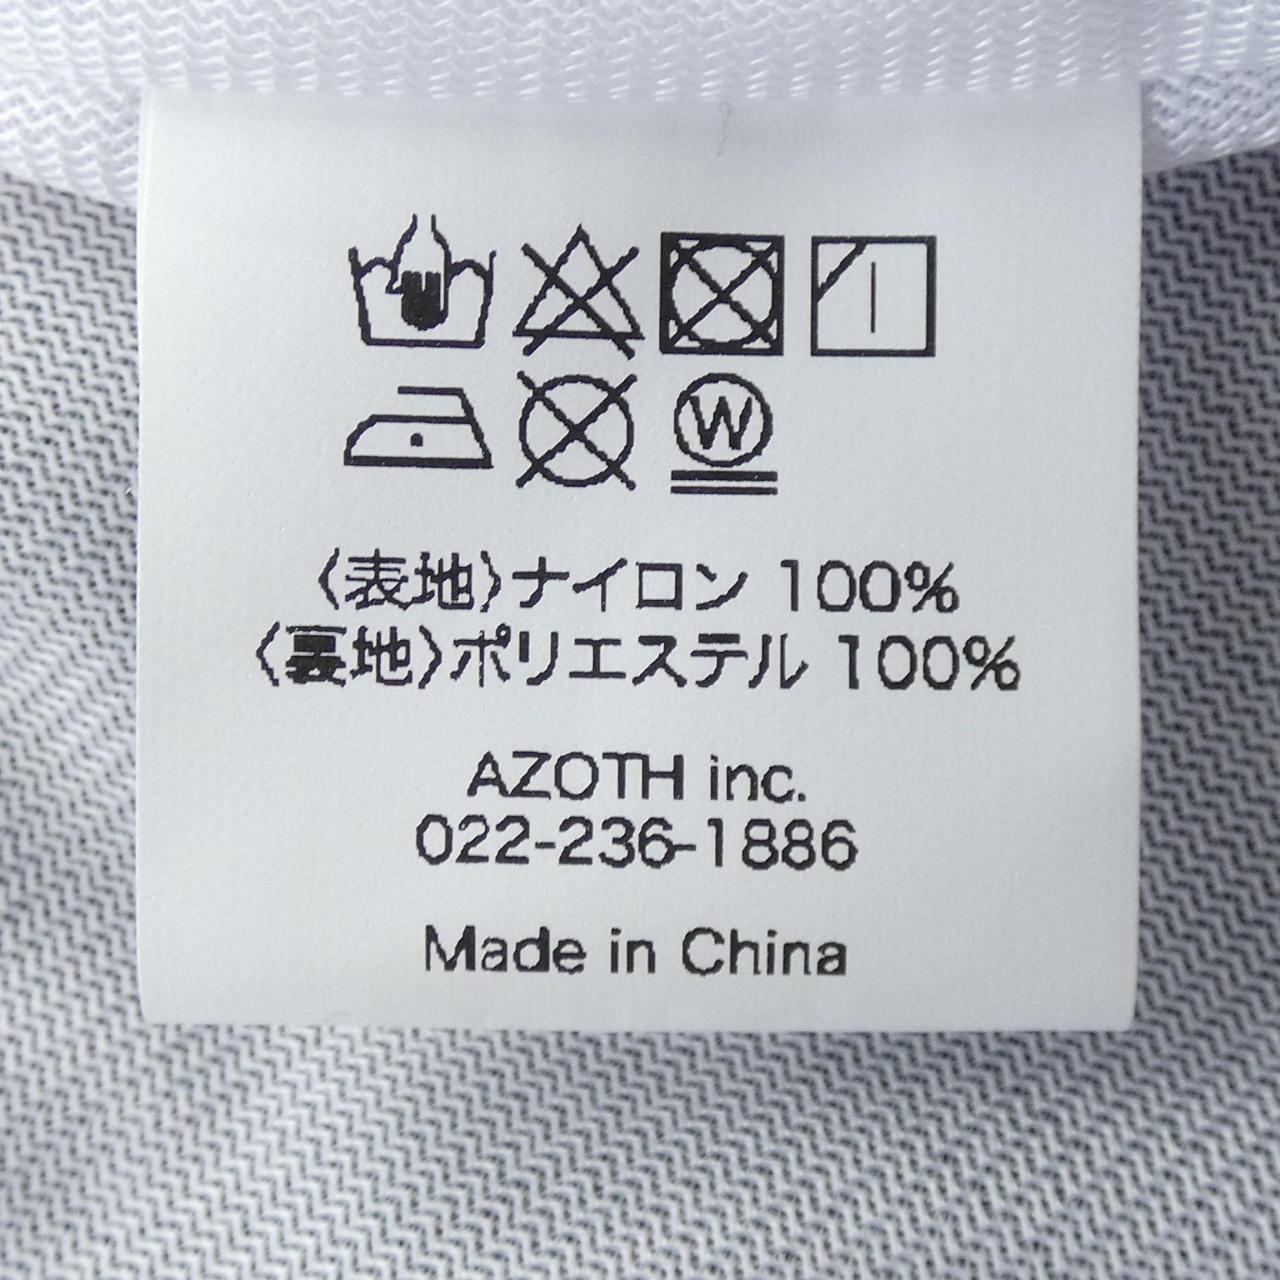 W
〈表地〉ナイロン 100%
〈裏地〉ポリエステル 100%
AZOTH inc.
022-236-1886
Made in China